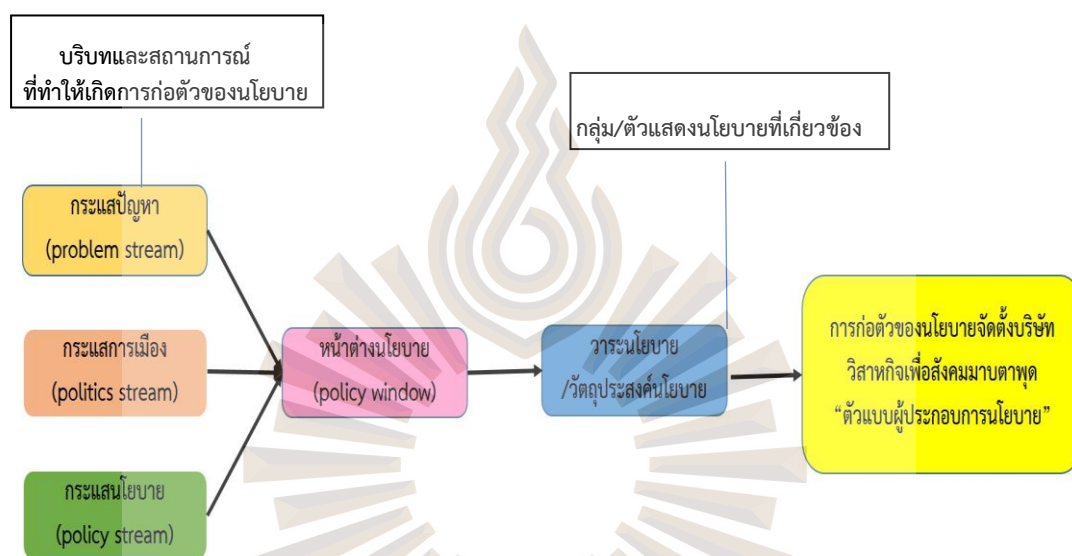 บริบทและสถานการณ์
ที่ทำให้เกิดการก่อตัวของนโยบาย
กลุ่ม/ตัวแสดงนโยบายที่เกี่ยวข้อง
กระแสปัญหา
(problem stream)
กระแสการเมือง
(politics stream)
กระแสนโยบาย
(policy stream)
หน้าต่างนโยบาย
(policy window)
วาระนโยบาย
/วัตถุประสงค์นโยบาย
การก่อตัวของนโยบายจัดตั้งบริษัท
วิสาหกิจเพื่อสังคมมาบตาพุด
“ตัวแบบผู้ประกอบการนโยบาย”